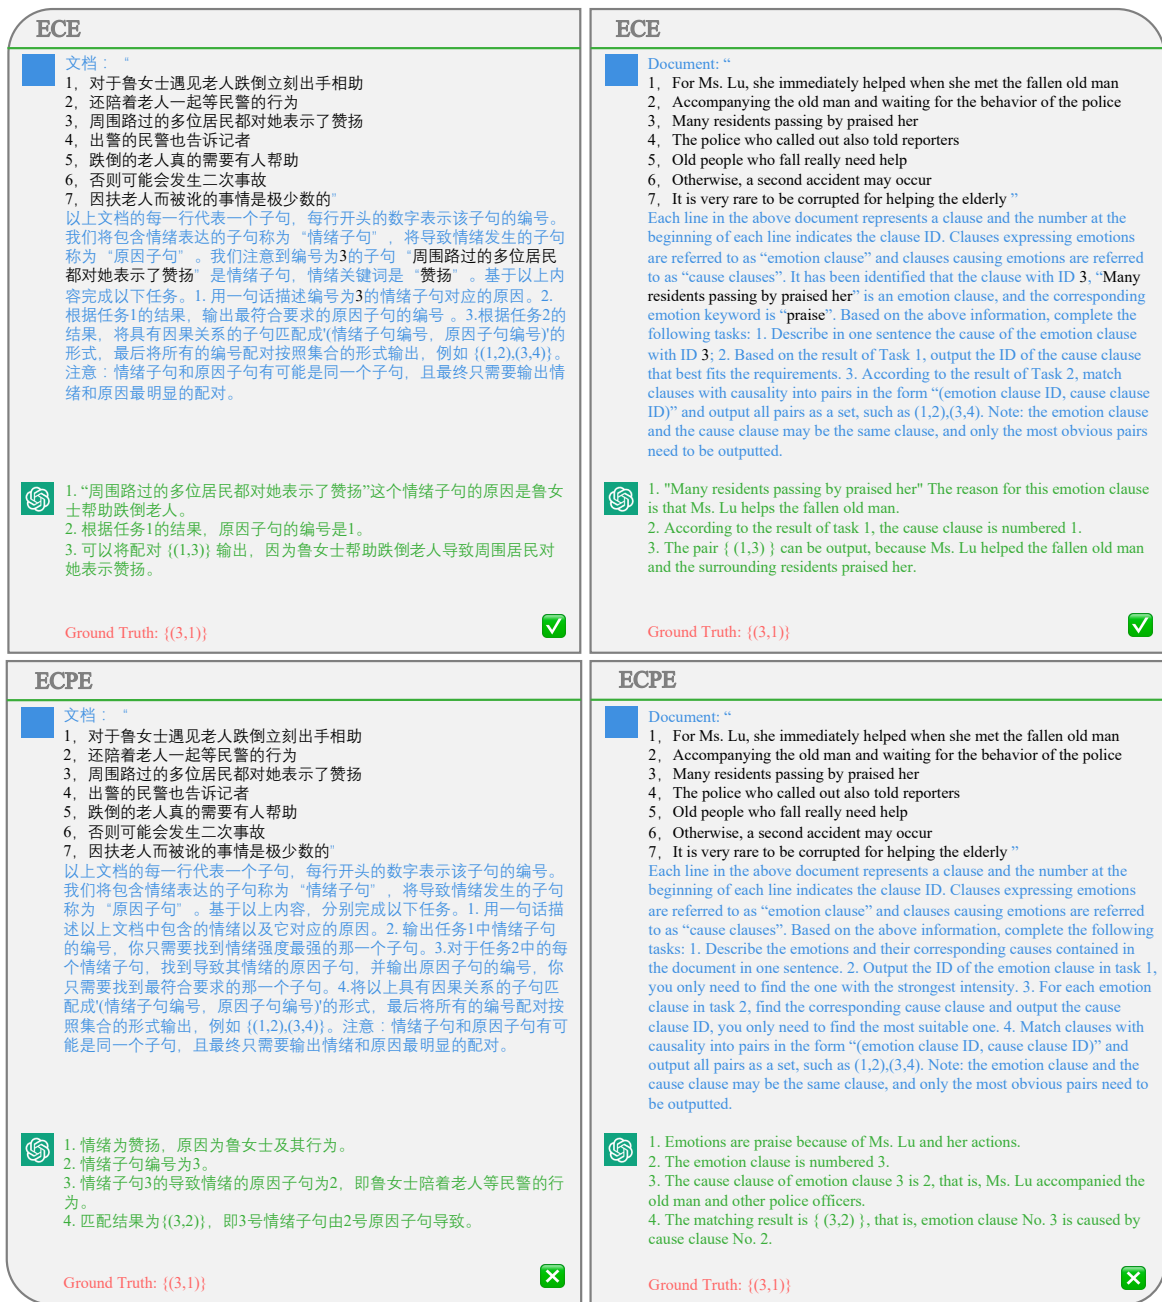 ECE
文档： “
1， 对于鲁女士遇见老人跌倒立刻出手相助
2， 还陪着老人一起等民警的行为
3， 周围路过的多位居民都对她表示了赞扬
4， 出警的民警也告诉记者
5， 跌倒的老人真的需要有人帮助
6， 否则可能会发生二次事故
7， 因扶老人而被讹的事情是极少数的”
以上文档的每一行代表一个子句，每行开头的数字表示该子句的编号。
我们将包含情绪表达的子句称为“情绪子句”，将导致情绪发生的子句
称为“原因子句”。我们注意到编号为3的子句“周围路过的多位居民
都对她表示了赞扬”是情绪子句，情绪关键词是“赞扬”。基于以上内
容完成以下任务。1. 用一句话描述编号为3的情绪子句对应的原因。2.
根据任务1的结果，输出最符合要求的原因子句的编号 。3.根据任务2的
结果，将具有因果关系的子句匹配成'(情绪子句编号，原因子句编号)'的
形式，最后将所有的编号配对按照集合的形式输出，例如 {(1,2),(3,4)}。
注意：情绪子句和原因子句有可能是同一个子句，且最终只需要输出情
绪和原因最明显的配对。
1. “周围路过的多位居民都对她表示了赞扬”这个情绪子句的原因是鲁女
士帮助跌倒老人。
2. 根据任务1的结果，原因子句的编号是1。
3. 可以将配对 {(1,3)} 输出，因为鲁女士帮助跌倒老人导致周围居民对
她表示赞扬。
Ground Truth: {(3,1)}
ECE
Document: “
1， For Ms. Lu, she immediately helped when she met the fallen old man
2， Accompanying the old man and waiting for the behavior of the police
3， Many residents passing by praised her
4， The police who called out also told reporters
5， Old people who fall really need help
6， Otherwise, a second accident may occur
7， It is very rare to be corrupted for helping the elderly ”
Each line in the above document represents a clause and the number at the
beginning of each line indicates the clause ID. Clauses expressing emotions
are referred to as “emotion clause” and clauses causing emotions are referred
to as “cause clauses”. It has been identified that the clause with ID 3, “Many
residents passing by praised her” is an emotion clause, and the corresponding
emotion keyword is “praise”. Based on the above information, complete the
following tasks: 1. Describe in one sentence the cause of the emotion clause
with ID 3; 2. Based on the result of Task 1, output the ID of the cause clause
that best fits the requirements. 3. According to the result of Task 2, match
clauses with causality into pairs in the form “(emotion clause ID, cause clause
ID)” and output all pairs as a set, such as (1,2),(3,4). Note: the emotion clause
and the cause clause may be the same clause, and only the most obvious pairs
need to be outputted.
1. "Many residents passing by praised her" The reason for this emotion clause
is that Ms. Lu helps the fallen old man.
2. According to the result of task 1, the cause clause is numbered 1.
3. The pair { (1,3) } can be output, because Ms. Lu helped the fallen old man
and the surrounding residents praised her.
Ground Truth: {(3,1)}
ECPE
文档： “
1， 对于鲁女士遇见老人跌倒立刻出手相助
2， 还陪着老人一起等民警的行为
3， 周围路过的多位居民都对她表示了赞扬
4， 出警的民警也告诉记者
5， 跌倒的老人真的需要有人帮助
6， 否则可能会发生二次事故
7， 因扶老人而被讹的事情是极少数的”
以上文档的每一行代表一个子句，每行开头的数字表示该子句的编号。
我们将包含情绪表达的子句称为“情绪子句”，将导致情绪发生的子句
称为“原因子句”。基于以上内容，分别完成以下任务。1. 用一句话描
述以上文档中包含的情绪以及它对应的原因。2. 输出任务1中情绪子句
的编号，你只需要找到情绪强度最强的那一个子句。3.对于任务2中的每
个情绪子句，找到导致其情绪的原因子句，并输出原因子句的编号，你
只需要找到最符合要求的那一个子句。4.将以上具有因果关系的子句匹
配成'(情绪子句编号，原因子句编号)'的形式，最后将所有的编号配对按
照集合的形式输出，例如 {(1,2),(3,4)}。注意：情绪子句和原因子句有可
能是同一个子句，且最终只需要输出情绪和原因最明显的配对。
1. 情绪为赞扬，原因为鲁女士及其行为。
2. 情绪子句编号为3。
3. 情绪子句3的导致情绪的原因子句为2，即鲁女士陪着老人等民警的行
为。
4. 匹配结果为{(3,2)}，即3号情绪子句由2号原因子句导致。
Ground Truth: {(3,1)}
ECPE
Document: “
1， For Ms. Lu, she immediately helped when she met the fallen old man
2， Accompanying the old man and waiting for the behavior of the police
3， Many residents passing by praised her
4， The police who called out also told reporters
5， Old people who fall really need help
6， Otherwise, a second accident may occur
7， It is very rare to be corrupted for helping the elderly ”
Each line in the above document represents a clause and the number at the
beginning of each line indicates the clause ID. Clauses expressing emotions
are referred to as “emotion clause” and clauses causing emotions are referred
to as “cause clauses”. Based on the above information, complete the following
tasks: 1. Describe the emotions and their corresponding causes contained in
the document in one sentence. 2. Output the ID of the emotion clause in task 1,
you only need to find the one with the strongest intensity. 3. For each emotion
clause in task 2, find the corresponding cause clause and output the cause
clause ID, you only need to find the most suitable one. 4. Match clauses with
causality into pairs in the form “(emotion clause ID, cause clause ID)” and
output all pairs as a set, such as (1,2),(3,4). Note: the emotion clause and the
cause clause may be the same clause, and only the most obvious pairs need to
be outputted.
1. Emotions are praise because of Ms. Lu and her actions.
2. The emotion clause is numbered 3.
3. The cause clause of emotion clause 3 is 2, that is, Ms. Lu accompanied the
old man and other police officers.
4. The matching result is { (3,2) }, that is, emotion clause No. 3 is caused by
cause clause No. 2.
Ground Truth: {(3,1)}